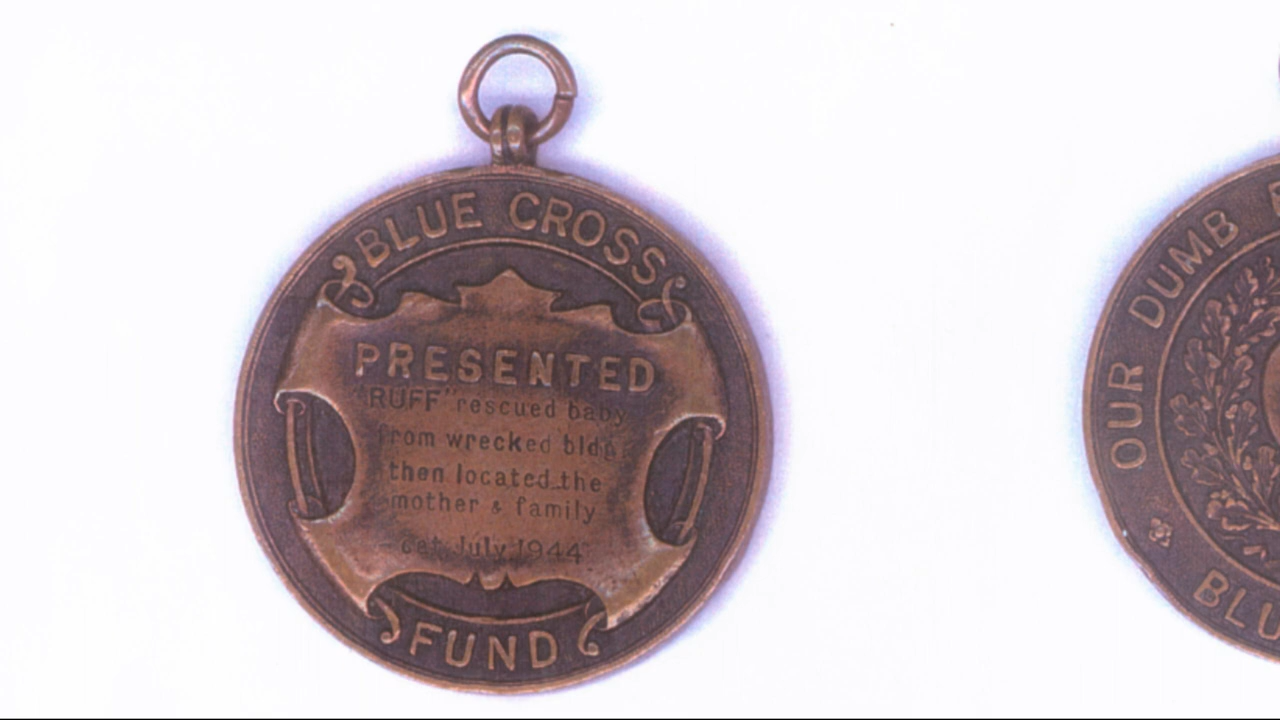 BLUE CROSS
PRESENTED
"RUFF" rescued baby
from wrecked bldg
then located the
mother & family
July 1944
FUND
OUR DUMB
BLU